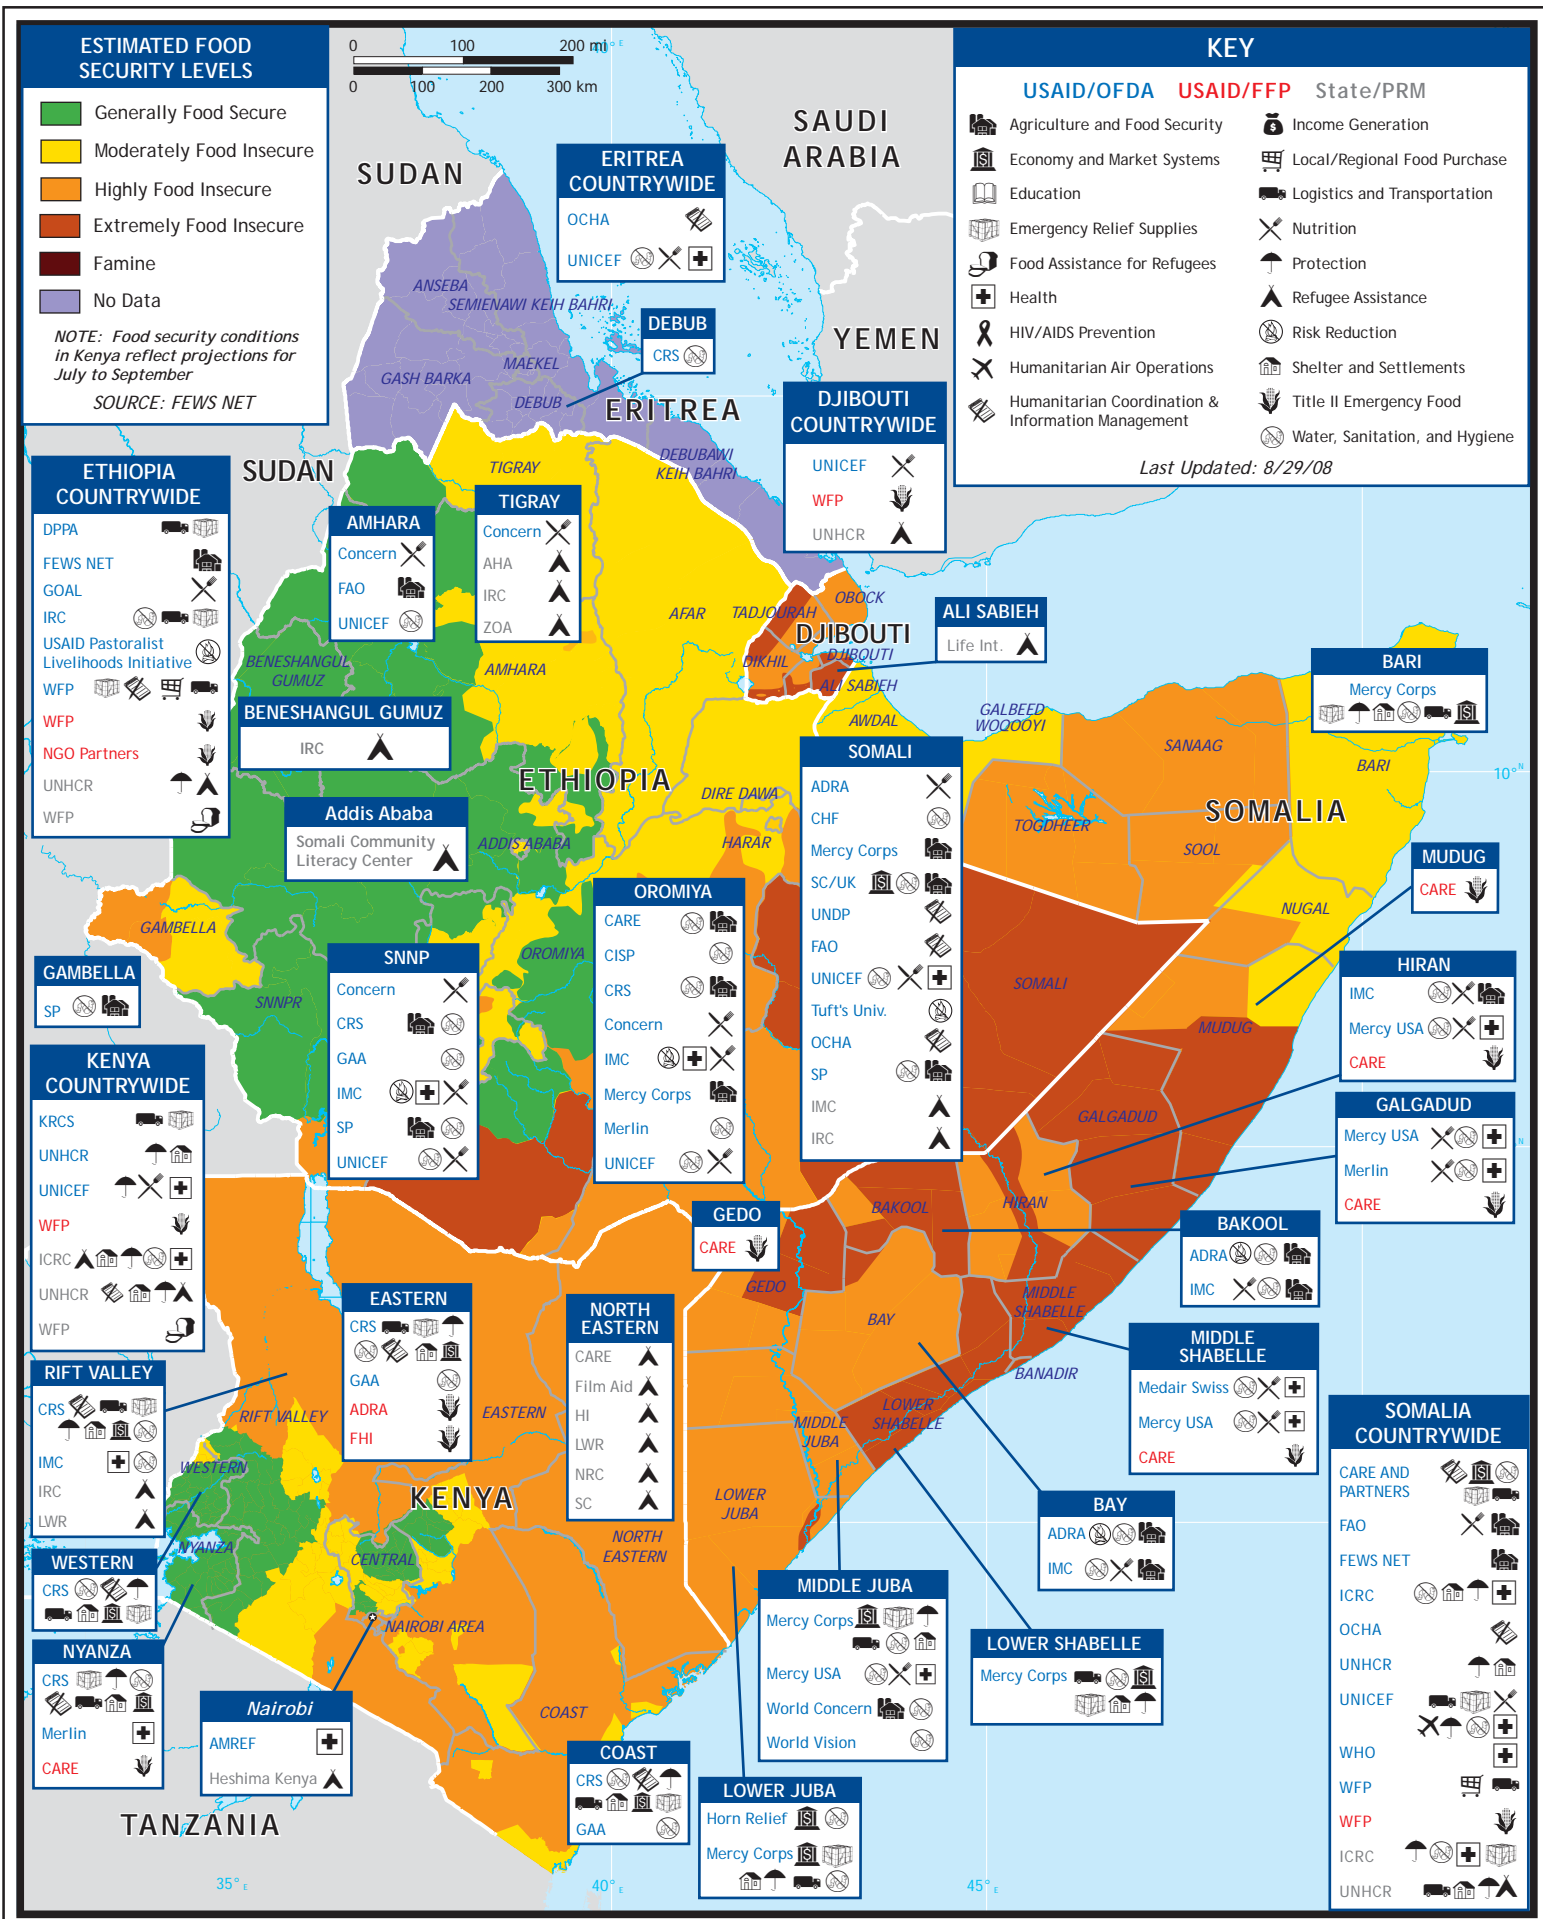 ESTIMATED FOOD
SECURITY LEVELS
Generally Food Secure
Moderately Food Insecure
Highly Food Insecure
Extremely Food Insecure
Famine
No Data
NOTE: Food security conditions
in Kenya reflect projections for
July to September
SOURCE: FEWS NET
0 100 200 mi
0 100 200 300 km
40° E
KEY
USAID/OFDA USAID/FFP State/PRM
Agriculture and Food Security
Economy and Market Systems
Education
Emergency Relief Supplies
Food Assistance for Refugees
Health
HIV/AIDS Prevention
Humanitarian Air Operations
Humanitarian Coordination &
Information Management
Income Generation
Local/Regional Food Purchase
Logistics and Transportation
Nutrition
Protection
Refugee Assistance
Risk Reduction
Shelter and Settlements
Title II Emergency Food
Water, Sanitation, and Hygiene
Last Updated: 8/29/08
SUDAN
SAUDI
ARABIA
YEMEN
ERITREA
SUDAN
DJIBOUTI
ETHIOPIA
SOMALIA
KENYA
TANZANIA
ERITREA
COUNTRYWIDE
OCHA
UNICEF
DEBUB
CRS
DJIBOUTI
COUNTRYWIDE
UNICEF
WFP
UNHCR
ETHIOPIA
COUNTRYWIDE
DPPA
FEWS NET
GOAL
IRC
USAID Pastoralist
Livelihoods Initiative
WFP
WFP
NGO Partners
UNHCR
WFP
AMHARA
Concern
FAO
UNICEF
TIGRAY
Concern
AHA
IRC
ZOA
ALI SABIEH
Life Int.
BARI
Mercy Corps
BENESHANGUL GUMUZ
IRC
Addis Ababa
Somali Community
Literacy Center
SOMALI
ADRA
CHF
Mercy Corps
SC/UK
UNDP
FAO
UNICEF
Tuft's Univ.
OCHA
SP
IMC
IRC
OROMIYA
CARE
CISP
CRS
Concern
IMC
Mercy Corps
Merlin
UNICEF
SNNP
Concern
CRS
GAA
IMC
SP
UNICEF
GAMBELLA
SP
MUDUG
CARE
HIRAN
IMC
Mercy USA
CARE
GALGADUD
Mercy USA
Merlin
CARE
KENYA
COUNTRYWIDE
KRCS
UNHCR
UNICEF
WFP
ICRC
UNHCR
WFP
GEDO
CARE
BAKOOL
ADRA
IMC
EASTERN
CRS
GAA
ADRA
FHI
NORTH
EASTERN
CARE
Film Aid
HI
LWR
NRC
SC
MIDDLE
SHABELLE
Medair Swiss
Mercy USA
CARE
RIFT VALLEY
CRS
IMC
IRC
LWR
WESTERN
CRS
NYANZA
CRS
Merlin
CARE
Nairobi
AMREF
Heshima Kenya
COAST
CRS
GAA
BAY
ADRA
IMC
MIDDLE JUBA
Mercy Corps
Mercy USA
World Concern
World Vision
LOWER SHABELLE
Mercy Corps
LOWER JUBA
Horn Relief
Mercy Corps
SOMALIA
COUNTRYWIDE
CARE AND
PARTNERS
FAO
FEWS NET
ICRC
OCHA
UNHCR
UNICEF
WHO
WFP
WFP
ICRC
UNHCR
ANSEBA
SEMIENAWI KEIH BAHRI
MAEKEL
GASH BARKA
DEBUB
DEBUBAWI
KEIH BAHRI
TIGRAY
AFAR
TADJOURAH
OBOCK
DIKHIL
DJIBOUTI
ALI SABIEH
BENESHANGUL
GUMUZ
AMHARA
AWDAL
GALBEED
WOQOOYI
SANAAG
BARI
DIRE DAWA
HARAR
ADDIS ABABA
TOGDHEER
SOOL
NUGAL
GAMBELLA
OROMIYA
SNNPR
SOMALI
MUDUG
GALGADUD
BAKOOL
HIRAN
GEDO
BAY
MIDDLE
SHABELLE
BANADIR
LOWER
SHABELLE
MIDDLE
JUBA
LOWER
JUBA
RIFT VALLEY
EASTERN
WESTERN
NYANZA
CENTRAL
NORTH
EASTERN
NAIROBI AREA
COAST
10° N
N
35° E
40° E
45° E